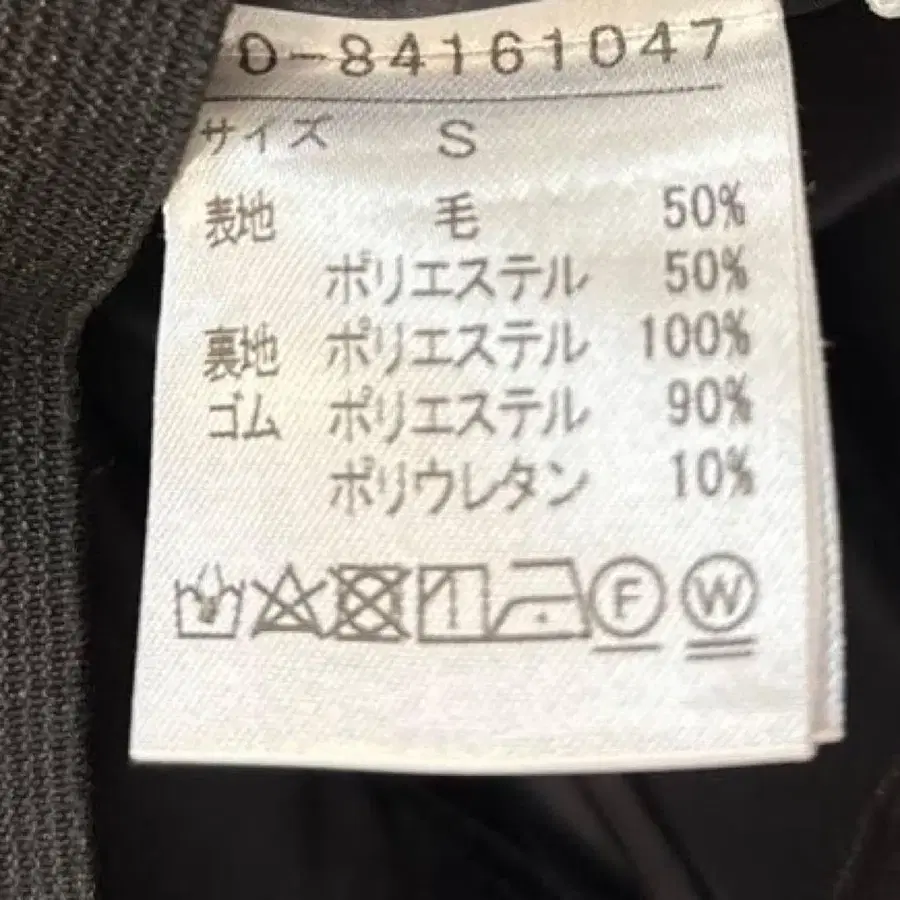 D-84161047
サイズ S
表地 毛 50%
ポリエステル 50%
裏地 ポリエステル 100%
ゴム ポリエステル 90%
ポリウレタン 10%
F W